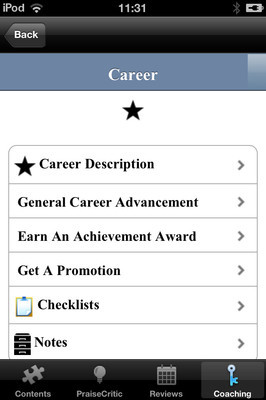 iPod 11:31
Back
Career
Career Description
General Career Advancement
Earn An Achievement Award
Get A Promotion
Checklists
Notes
Contents PraiseCritic Reviews Coaching